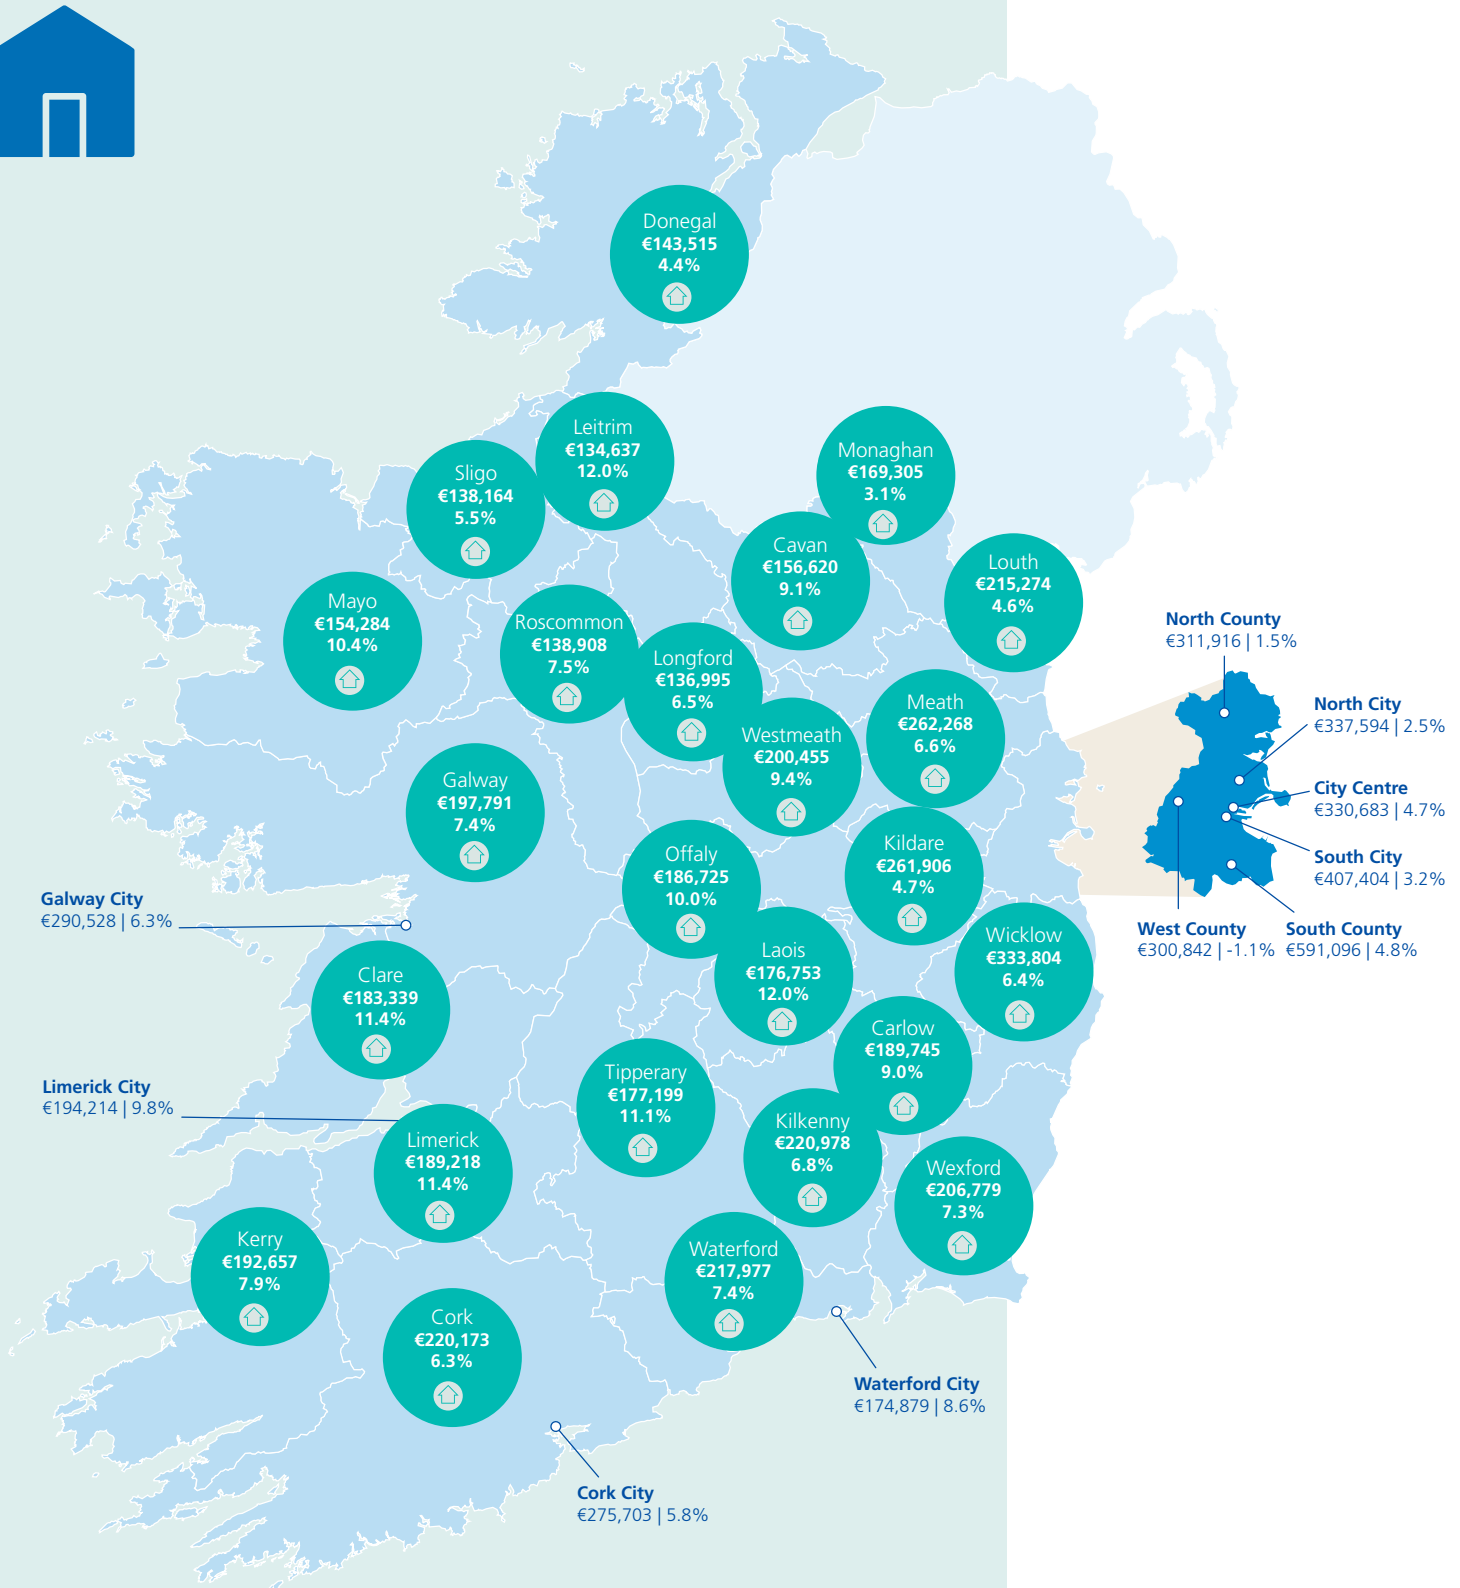 Donegal
€143,515
4.4%
Leitrim
€134,637
12.0%
Sligo
€138,164
5.5%
Monaghan
€169,305
3.1%
Cavan
€156,620
9.1%
Louth
€215,274
4.6%
Mayo
€154,284
10.4%
Roscommon
€138,908
7.5%
Longford
€136,995
6.5%
Westmeath
€200,455
9.4%
Meath
€262,268
6.6%
Galway
€197,791
7.4%
Offaly
€186,725
10.0%
Kildare
€261,906
4.7%
Laois
€176,753
12.0%
Wicklow
€333,804
6.4%
Galway City
€290,528 | 6.3%
Clare
€183,339
11.4%
Carlow
€189,745
9.0%
Tipperary
€177,199
11.1%
Kilkenny
€220,978
6.8%
Limerick City
€194,214 | 9.8%
Limerick
€189,218
11.4%
Wexford
€206,779
7.3%
Kerry
€192,657
7.9%
Waterford
€217,977
7.4%
Cork
€220,173
6.3%
Waterford City
€174,879 | 8.6%
Cork City
€275,703 | 5.8%
North County
€311,916 | 1.5%
North City
€337,594 | 2.5%
City Centre
€330,683 | 4.7%
South City
€407,404 | 3.2%
West County
€300,842 | -1.1%
South County
€591,096 | 4.8%